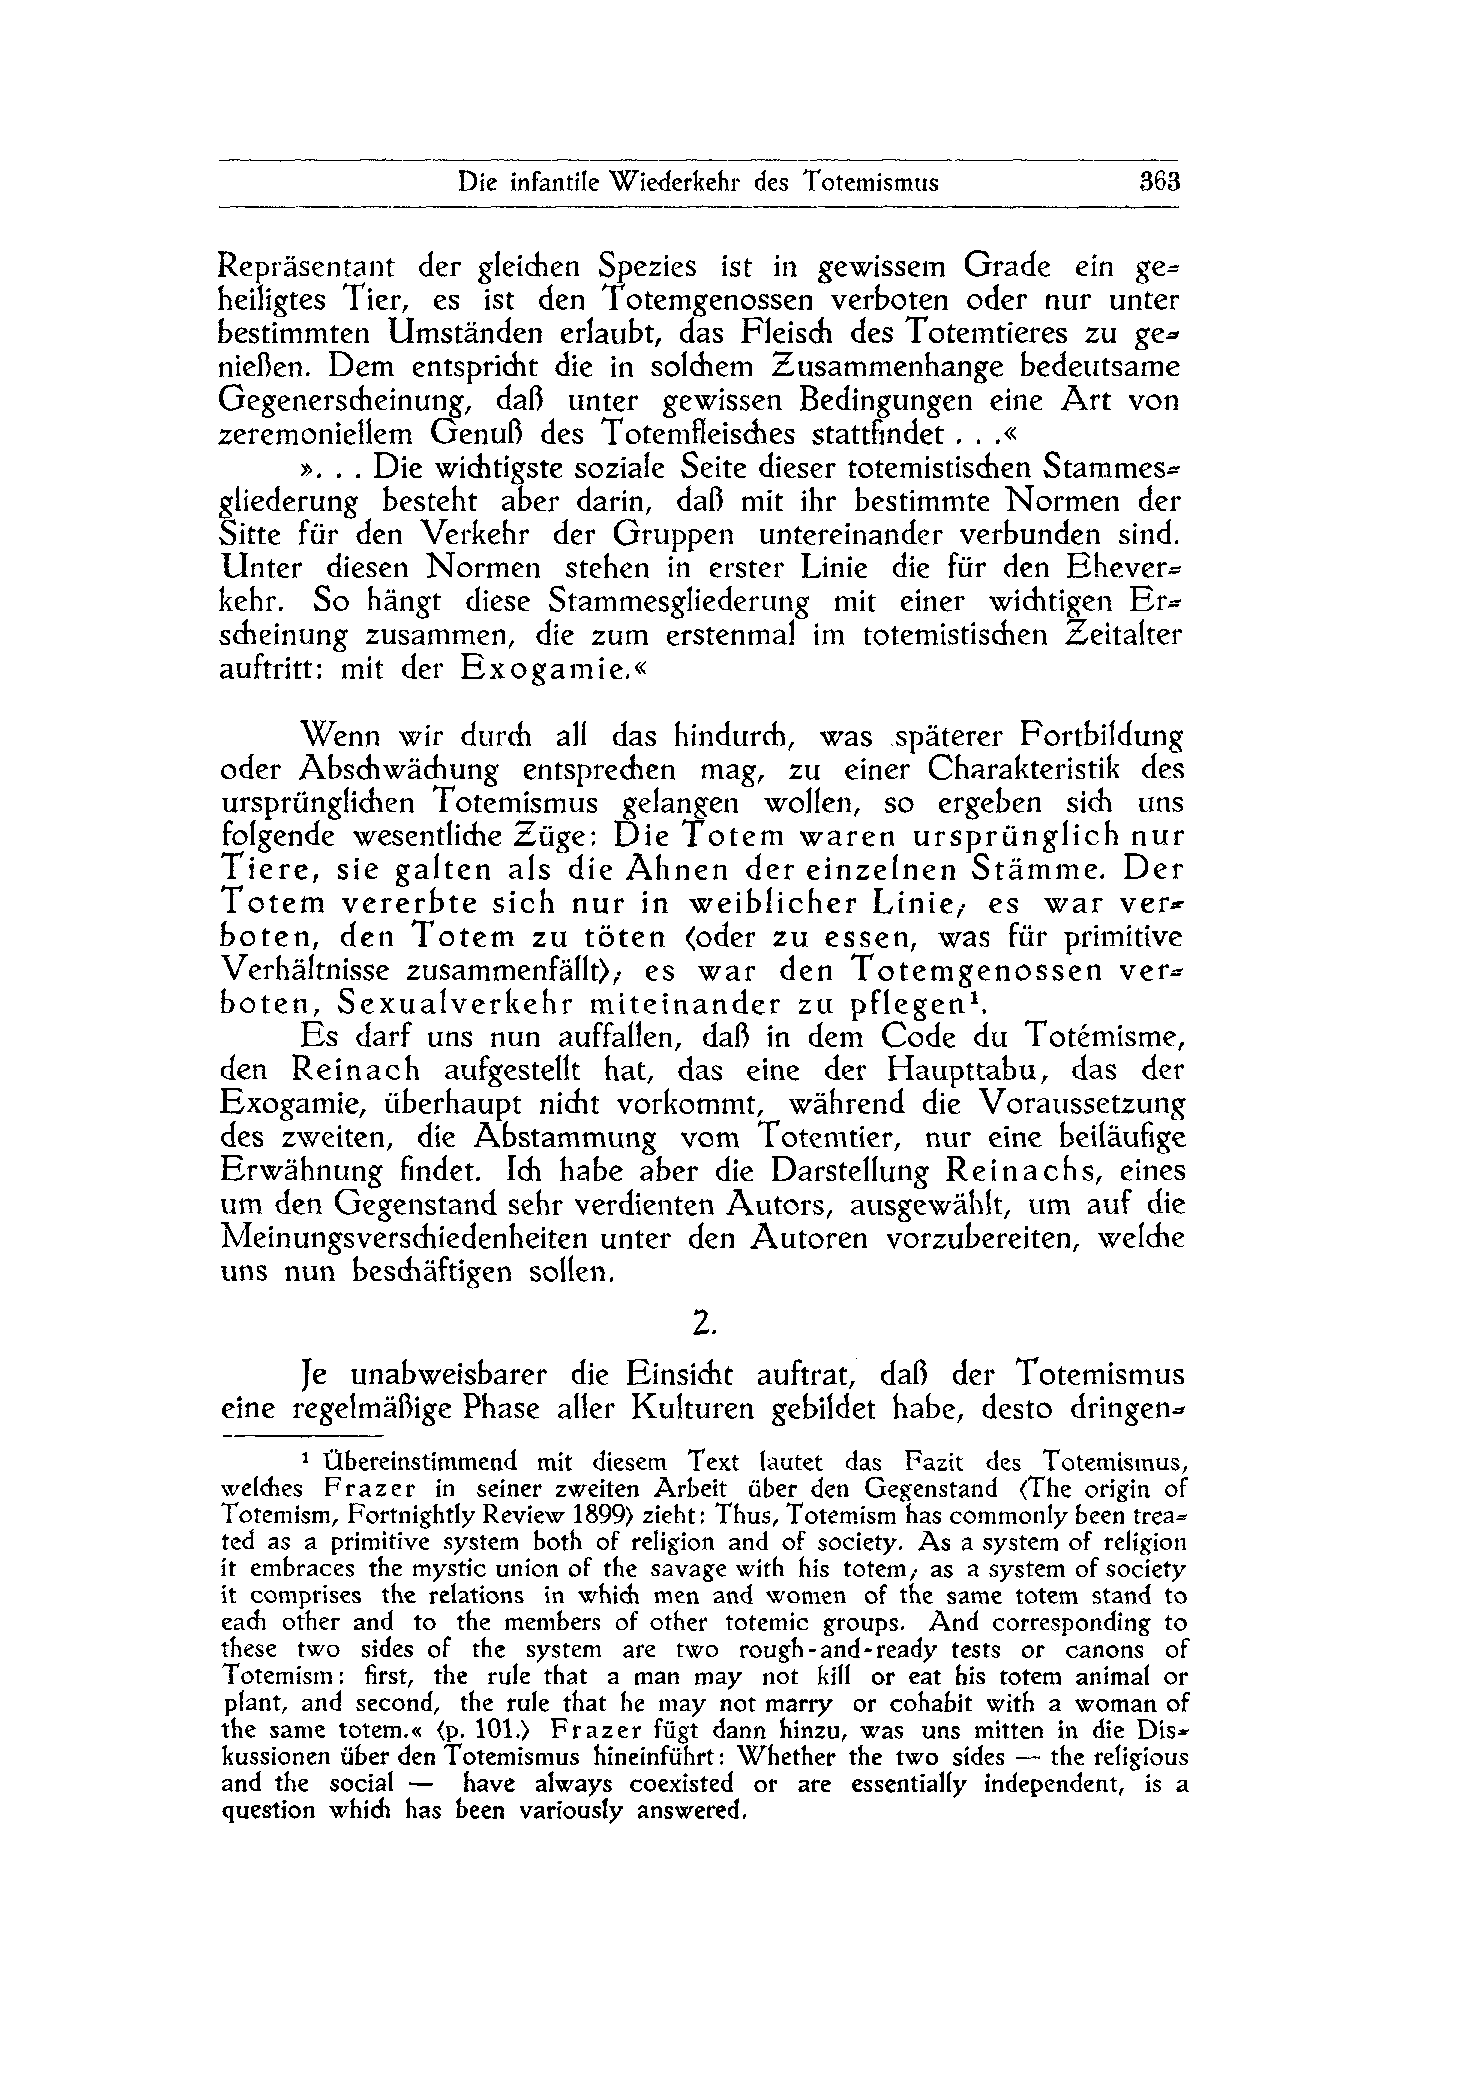 Die infantile Wiederkehr des Totemismus 363
Repräsentant der gleichen Spezies ist in gewissem Grade ein ge-
heiligtes Tier, es ist den Totemgenossen verboten oder nur unter
bestimmten Umständen erlaubt, das Fleisch des Totemtieres zu ge-
nießen. Dem entspricht die in solchem Zusammenhange bedeutsame
Gegenerscheinung, daß unter gewissen Bedingungen eine Art von
zeremoniellem Genuß des Totemfleisches stattfindet . . .«
». . . Die wichtigste soziale Seite dieser totemistischen Stammes-
gliederung besteht aber darin, daß mit ihr bestimmte Normen der
Sitte für den Verkehr der Gruppen untereinander verbunden sind.
Unter diesen Normen stehen in erster Linie die für den Ehever-
kehr. So hängt diese Stammesgliederung mit einer wichtigen Er-
scheinung zusammen, die zum erstenmal im totemistischen Zeitalter
auftritt: mit der Exogamie.«
Wenn wir durch all das hindurch, was späterer Fortbildung
oder Abschwächung entsprechen mag, zu einer Charakteristik des
ursprünglichen Totemismus gelangen wollen, so ergeben sich uns
folgende wesentliche Züge: Die Totem waren ursprünglich nur
Tiere, sie galten als die Ahnen der einzelnen Stämme. Der
Totem vererbte sich nur in weiblicher Linie; es war ver-
boten, den Totem zu töten (oder zu essen, was für primitive
Verhältnisse zusammenfällt); es war den Totemgenossen ver-
boten, Sexualverkehr miteinander zu pflegen¹.
Es darf uns nun auffallen, daß in dem Code du Totémisme,
den Reinach aufgestellt hat, das eine der Haupttabu, das der
Exogamie, überhaupt nicht vorkommt, während die Voraussetzung
des zweiten, die Abstammung vom Totemtier, nur eine beiläufige
Erwähnung findet. Ich habe aber die Darstellung Reinachs, eines
um den Gegenstand sehr verdienten Autors, ausgewählt, um auf die
Meinungsverschiedenheiten unter den Autoren vorzubereiten, welche
uns nun beschäftigen sollen.
2.
Je unabweisbarer die Einsicht auftrat, daß der Totemismus
eine regelmäßige Phase aller Kulturen gebildet habe, desto dringen-
¹ Übereinstimmend mit diesem Text lautet das Fazit des Totemismus,
welches Frazer in seiner zweiten Arbeit über den Gegenstand (The origin of
Totemism, Fortnightly Review 1899) zieht: Thus, Totemism has commonly been trea-
ted as a primitive system both of religion and of society. As a system of religion
it embraces the mystic union of the savage with his totem; as a system of society
it comprises the relations in which men and women of the same totem stand to
each other and to the members of other totemic groups. And corresponding to
these two sides of the system are two rough-and-ready tests or canons of
Totemism: first, the rule that a man may not kill or eat his totem animal or
plant, and second, the rule that he may not marry or cohabit with a woman of
the same totem.« (p. 101.) Frazer fügt dann hinzu, was uns mitten in die Dis-
kussionen über den Totemismus hineinführt: Whether the two sides — the religious
and the social — have always coexisted or are essentially independent, is a
question which has been variously answered.